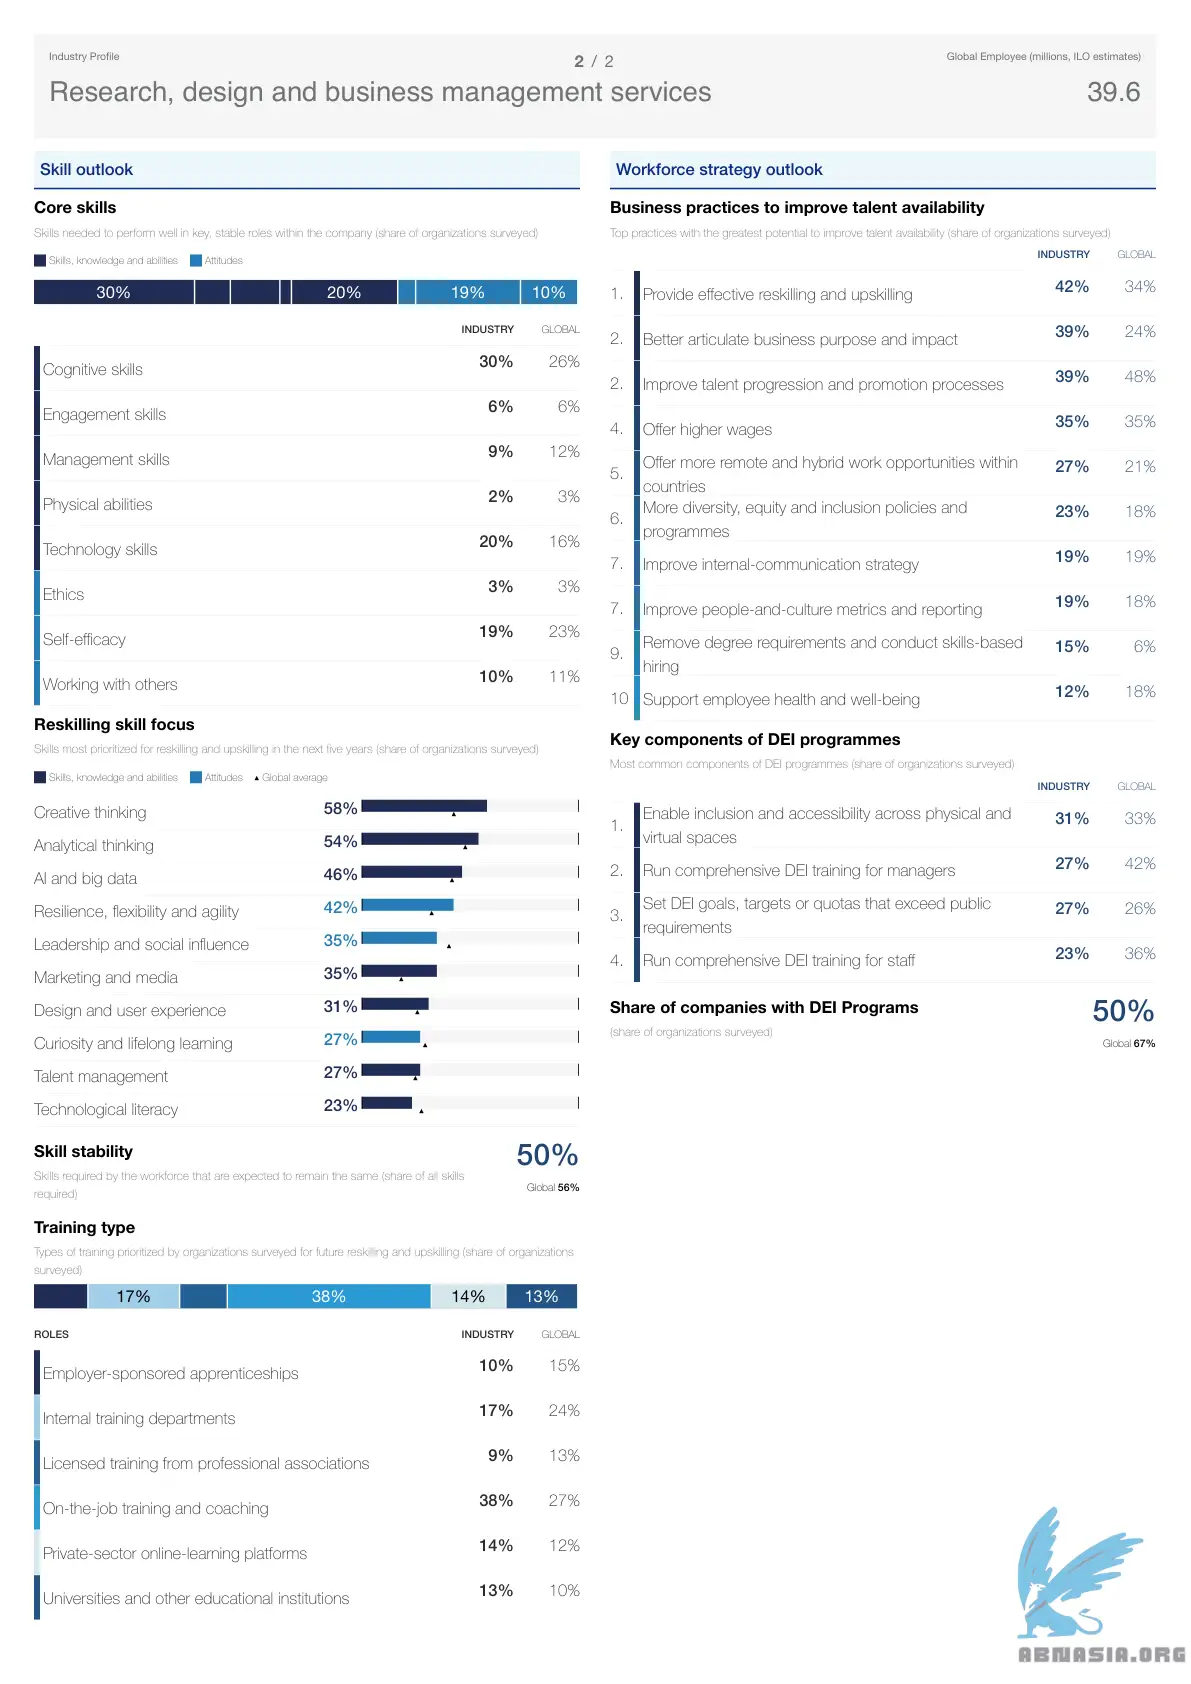 Industry Profile
2 / 2
Global Employee (millions, ILO estimates)
Research, design and business management services
39.6
Skill outlook
Core skills
Skills needed to perform well in key, stable roles within the company (share of organizations surveyed)
Skills, knowledge and abilities Attitudes
30% 20% 19% 10%
INDUSTRY GLOBAL
Cognitive skills 30% 26%
Engagement skills 6% 6%
Management skills 9% 12%
Physical abilities 2% 3%
Technology skills 20% 16%
Ethics 3% 3%
Self-efficacy 19% 23%
Working with others 10% 11%
Reskilling skill focus
Skills most prioritized for reskilling and upskilling in the next five years (share of organizations surveyed)
Skills, knowledge and abilities Attitudes Global average
Creative thinking 58%
Analytical thinking 54%
AI and big data 46%
Resilience, flexibility and agility 42%
Leadership and social influence 35%
Marketing and media 35%
Design and user experience 31%
Curiosity and lifelong learning 27%
Talent management 27%
Technological literacy 23%
Skill stability 50%
Skills required by the workforce that are expected to remain the same (share of all skills
required)
Global 56%
Training type
Types of training prioritized by organizations surveyed for future reskilling and upskilling (share of organizations
surveyed)
17% 38% 14% 13%
ROLES INDUSTRY GLOBAL
Employer-sponsored apprenticeships 10% 15%
Internal training departments 17% 24%
Licensed training from professional associations 9% 13%
On-the-job training and coaching 38% 27%
Private-sector online-learning platforms 14% 12%
Universities and other educational institutions 13% 10%
Workforce strategy outlook
Business practices to improve talent availability
Top practices with the greatest potential to improve talent availability (share of organizations surveyed)
INDUSTRY GLOBAL
1. Provide effective reskilling and upskilling 42% 34%
2. Better articulate business purpose and impact 39% 24%
2. Improve talent progression and promotion processes 39% 48%
4. Offer higher wages 35% 35%
5. Offer more remote and hybrid work opportunities within
countries 27% 21%
6. More diversity, equity and inclusion policies and
programmes 23% 18%
7. Improve internal-communication strategy 19% 19%
7. Improve people-and-culture metrics and reporting 19% 18%
9. Remove degree requirements and conduct skills-based
hiring 15% 6%
10 Support employee health and well-being 12% 18%
Key components of DEI programmes
Most common components of DEI programmes (share of organizations surveyed)
INDUSTRY GLOBAL
1. Enable inclusion and accessibility across physical and
virtual spaces 31% 33%
2. Run comprehensive DEI training for managers 27% 42%
3. Set DEI goals, targets or quotas that exceed public
requirements 27% 26%
4. Run comprehensive DEI training for staff 23% 36%
Share of companies with DEI Programs 50%
(share of organizations surveyed)
Global 67%
ABNASIA.ORG